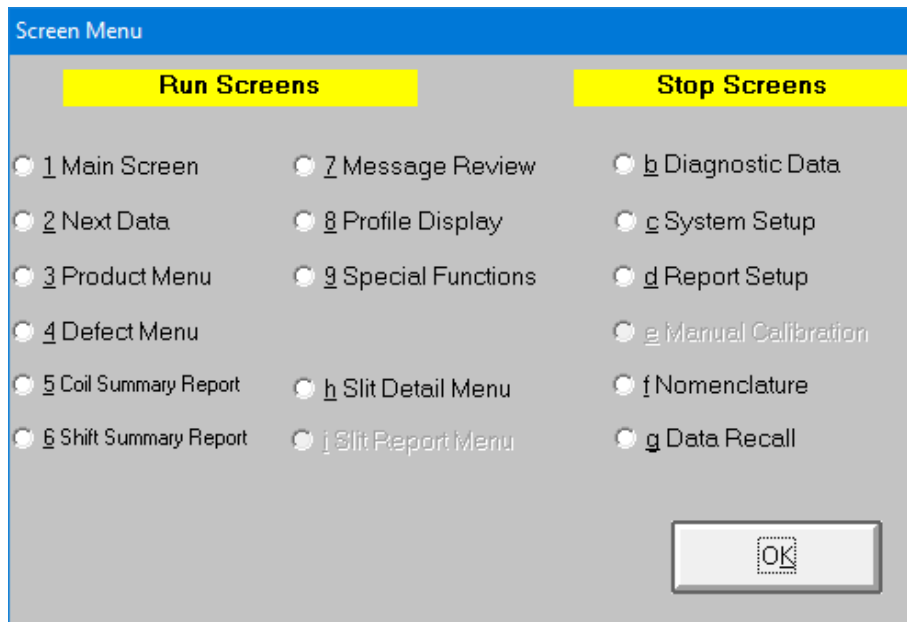 Screen Menu
Run Screens
Stop Screens
1 Main Screen
2 Next Data
3 Product Menu
4 Defect Menu
5 Coil Summary Report
6 Shift Summary Report
7 Message Review
8 Profile Display
9 Special Functions
h Slit Detail Menu
i Slit Report Menu
b Diagnostic Data
c System Setup
d Report Setup
e Manual Calibration
f Nomenclature
g Data Recall
OK